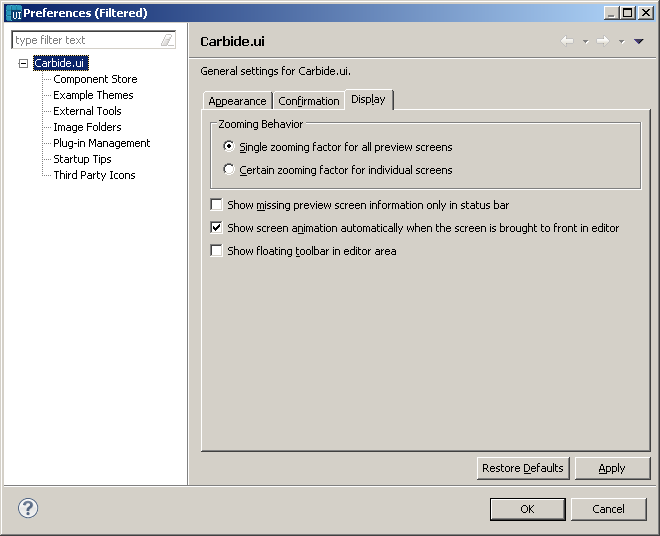 UI Preferences (Filtered)
type filter text
Carbide.ui
Component Store
Example Themes
External Tools
Image Folders
Plug-in Management
Startup Tips
Third Party Icons
Carbide.ui
General settings for Carbide.ui.
Appearance Confirmation Display
Zooming Behavior
Single zooming factor for all preview screens
Certain zooming factor for individual screens
Show missing preview screen information only in status bar
Show screen animation automatically when the screen is brought to front in editor
Show floating toolbar in editor area
Restore Defaults Apply
? OK Cancel